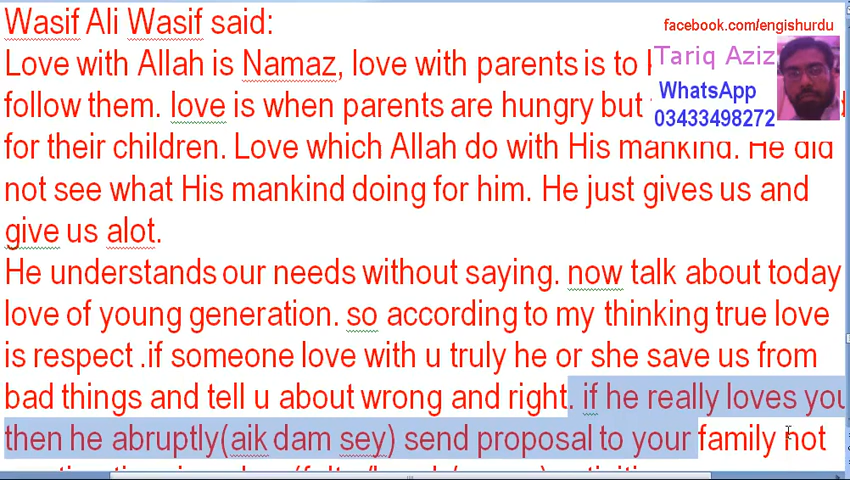 Wasif Ali Wasif said:
facebook.com/engishurdu
Love with Allah is Namaz, love with parents is to
Tariq Aziz
WhatsApp
03433498272
follow them. love is when parents are hungry but
for their children. Love which Allah do with His mankind. He did
not see what His mankind doing for him. He just gives us and
give us alot.
He understands our needs without saying. now talk about today
love of young generation. so according to my thinking true love
is respect .if someone love with u truly he or she save us from
bad things and tell u about wrong and right. if he really loves you
then he abruptly(aik dam sey) send proposal to your family not